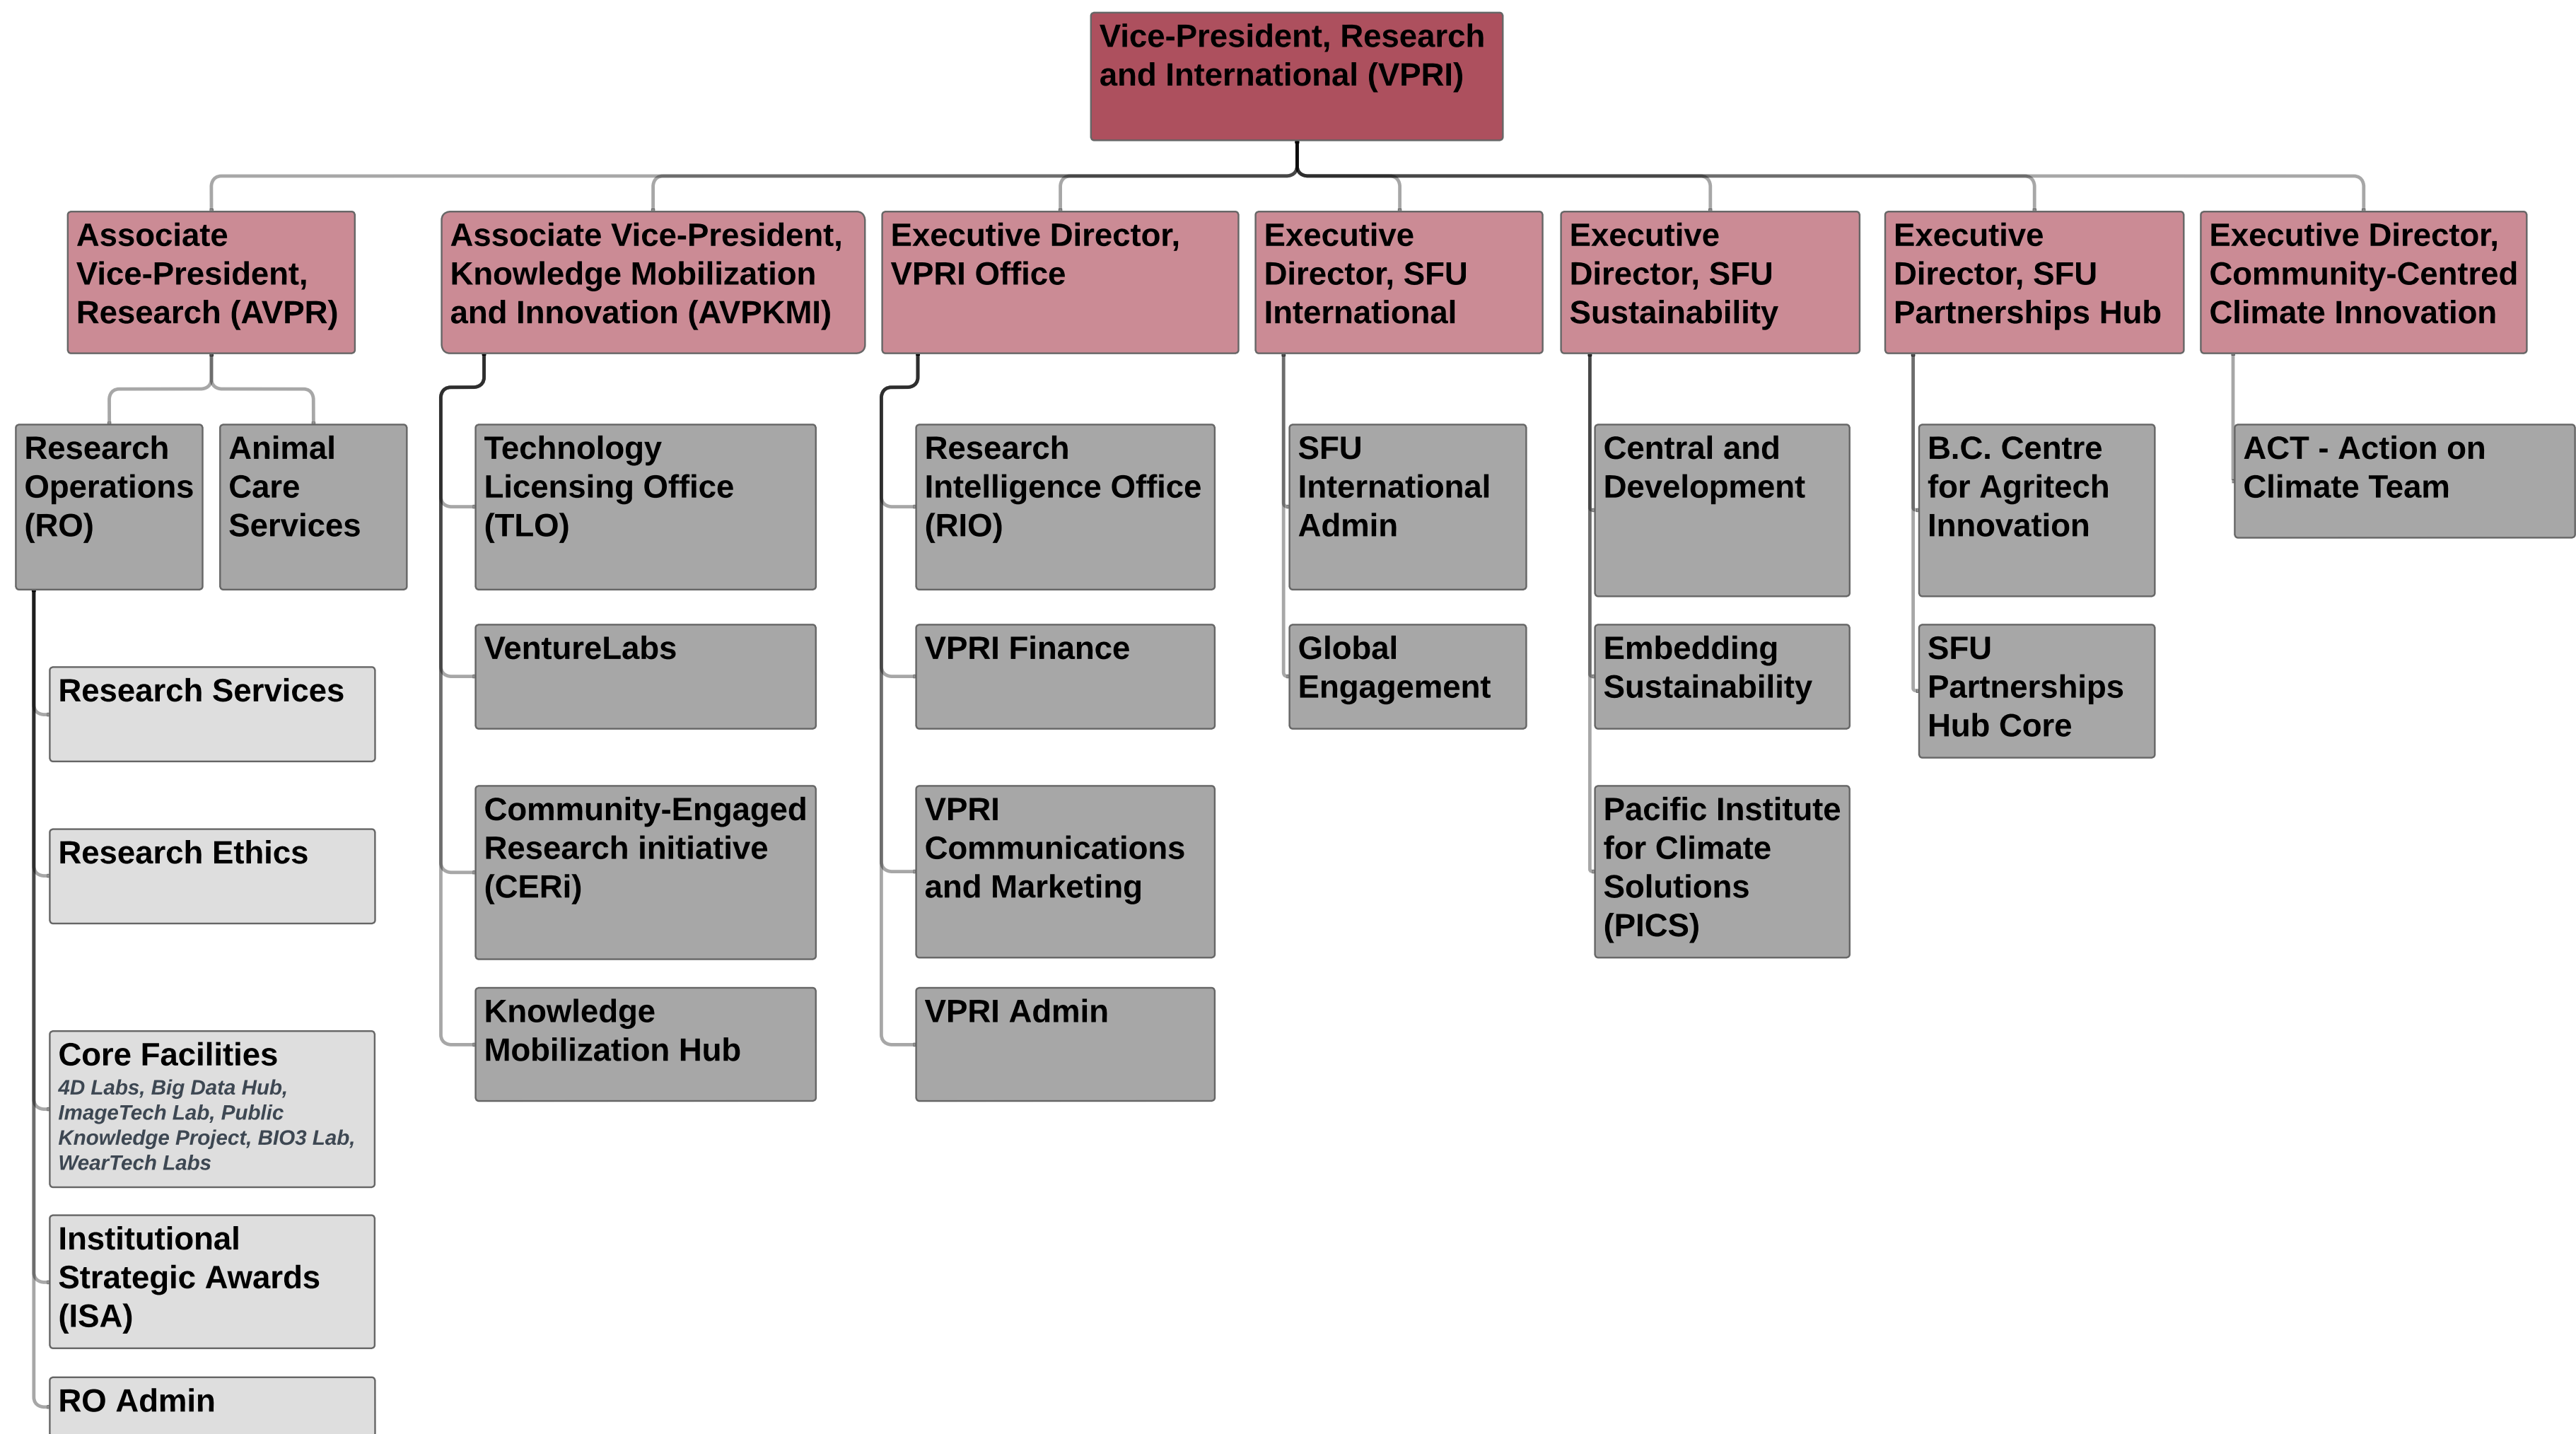 Vice-President, Research
and International (VPRI)
Associate
Vice-President,
Research (AVPR)
Associate Vice-President,
Knowledge Mobilization
and Innovation (AVPKMI)
Executive Director,
VPRI Office
Executive
Director, SFU
International
Executive
Director, SFU
Sustainability
Executive
Director, SFU
Partnerships Hub
Executive Director,
Community-Centred
Climate Innovation
Research
Operations
(RO)
Animal
Care
Services
Technology
Licensing Office
(TLO)
Research
Intelligence Office
(RIO)
SFU
International
Admin
Central and
Development
B.C. Centre
for Agritech
Innovation
ACT - Action on
Climate Team
Research Services
VentureLabs
VPRI Finance
Global
Engagement
Embedding
Sustainability
SFU
Partnerships
Hub Core
Research Ethics
Community-Engaged
Research initiative
(CERi)
VPRI
Communications
and Marketing
Pacific Institute
for Climate
Solutions
(PICS)
Core Facilities
4D Labs, Big Data Hub,
ImageTech Lab, Public
Knowledge Project, BIO3 Lab,
WearTech Labs
Knowledge
Mobilization Hub
VPRI Admin
Institutional
Strategic Awards
(ISA)
RO Admin